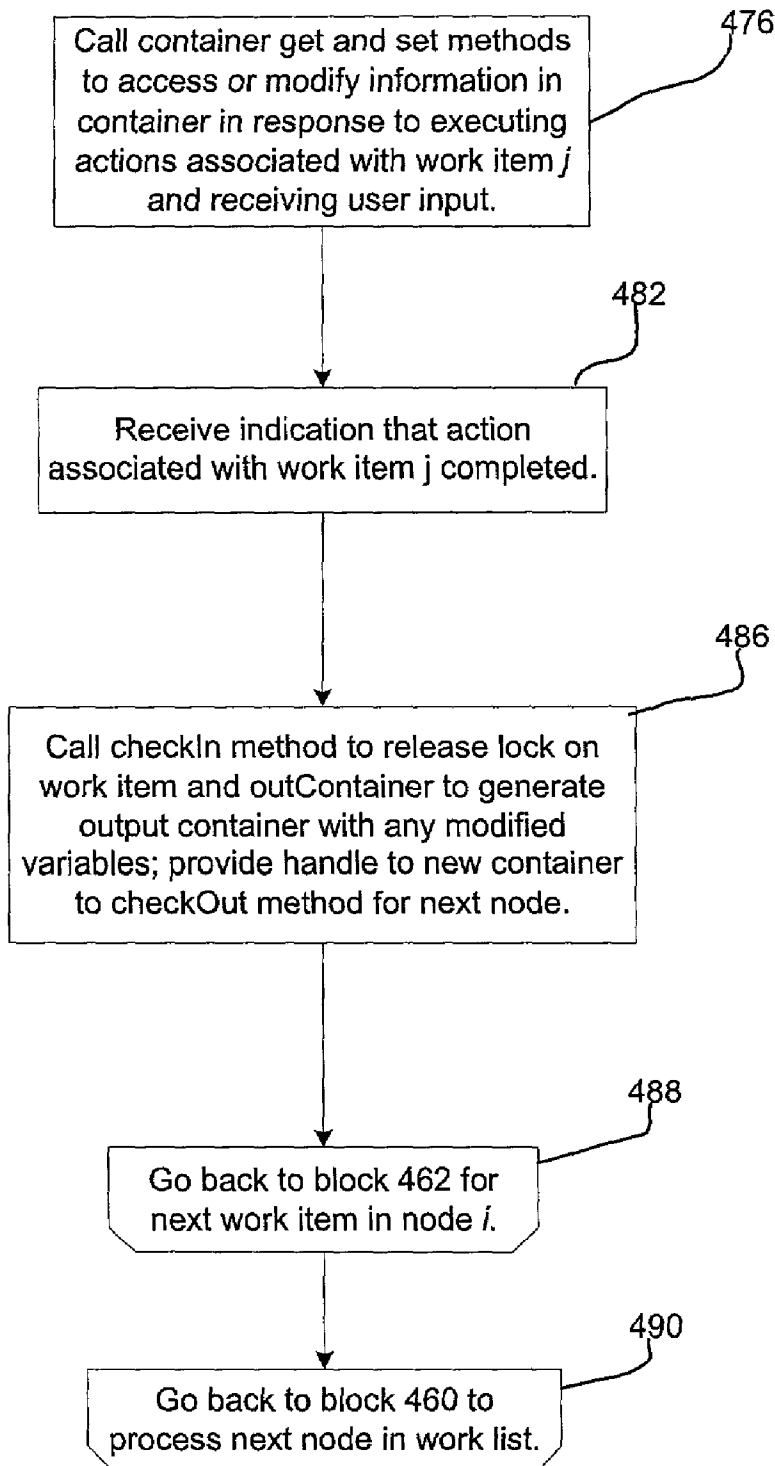 Call container get and set methods
to access or modify information in
container in response to executing
actions associated with work item j
and receiving user input.
476
482
Receive indication that action
associated with work item j completed.
486
Call checkIn method to release lock on
work item and outContainer to generate
output container with any modified
variables; provide handle to new container
to checkOut method for next node.
488
Go back to block 462 for
next work item in node i.
490
Go back to block 460 to
process next node in work list.